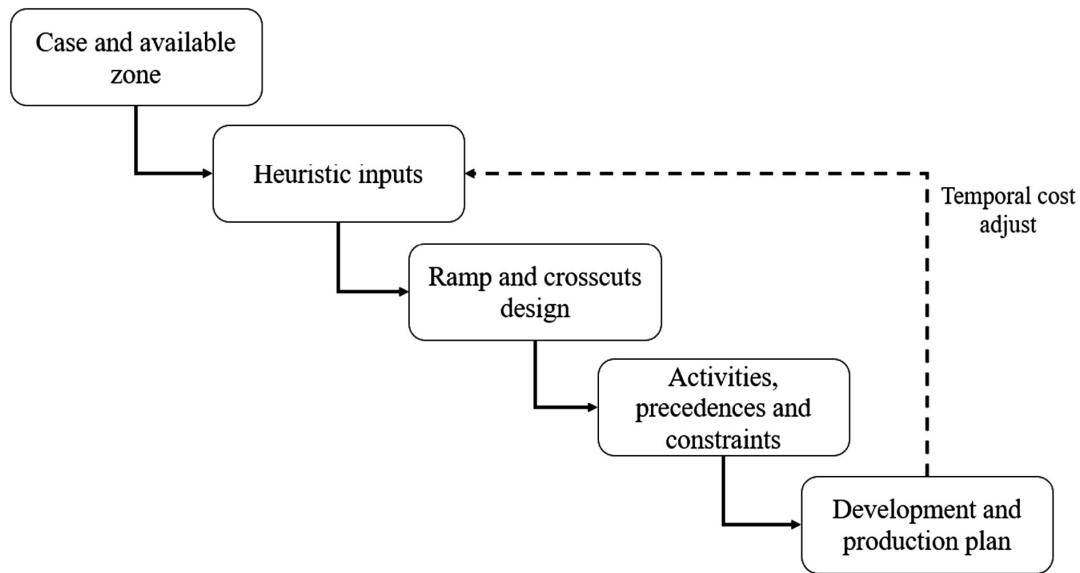 Case and available
zone
Heuristic inputs
Temporal cost
adjust
Ramp and crosscuts
design
Activities,
precedences and
constraints
Development and
production plan